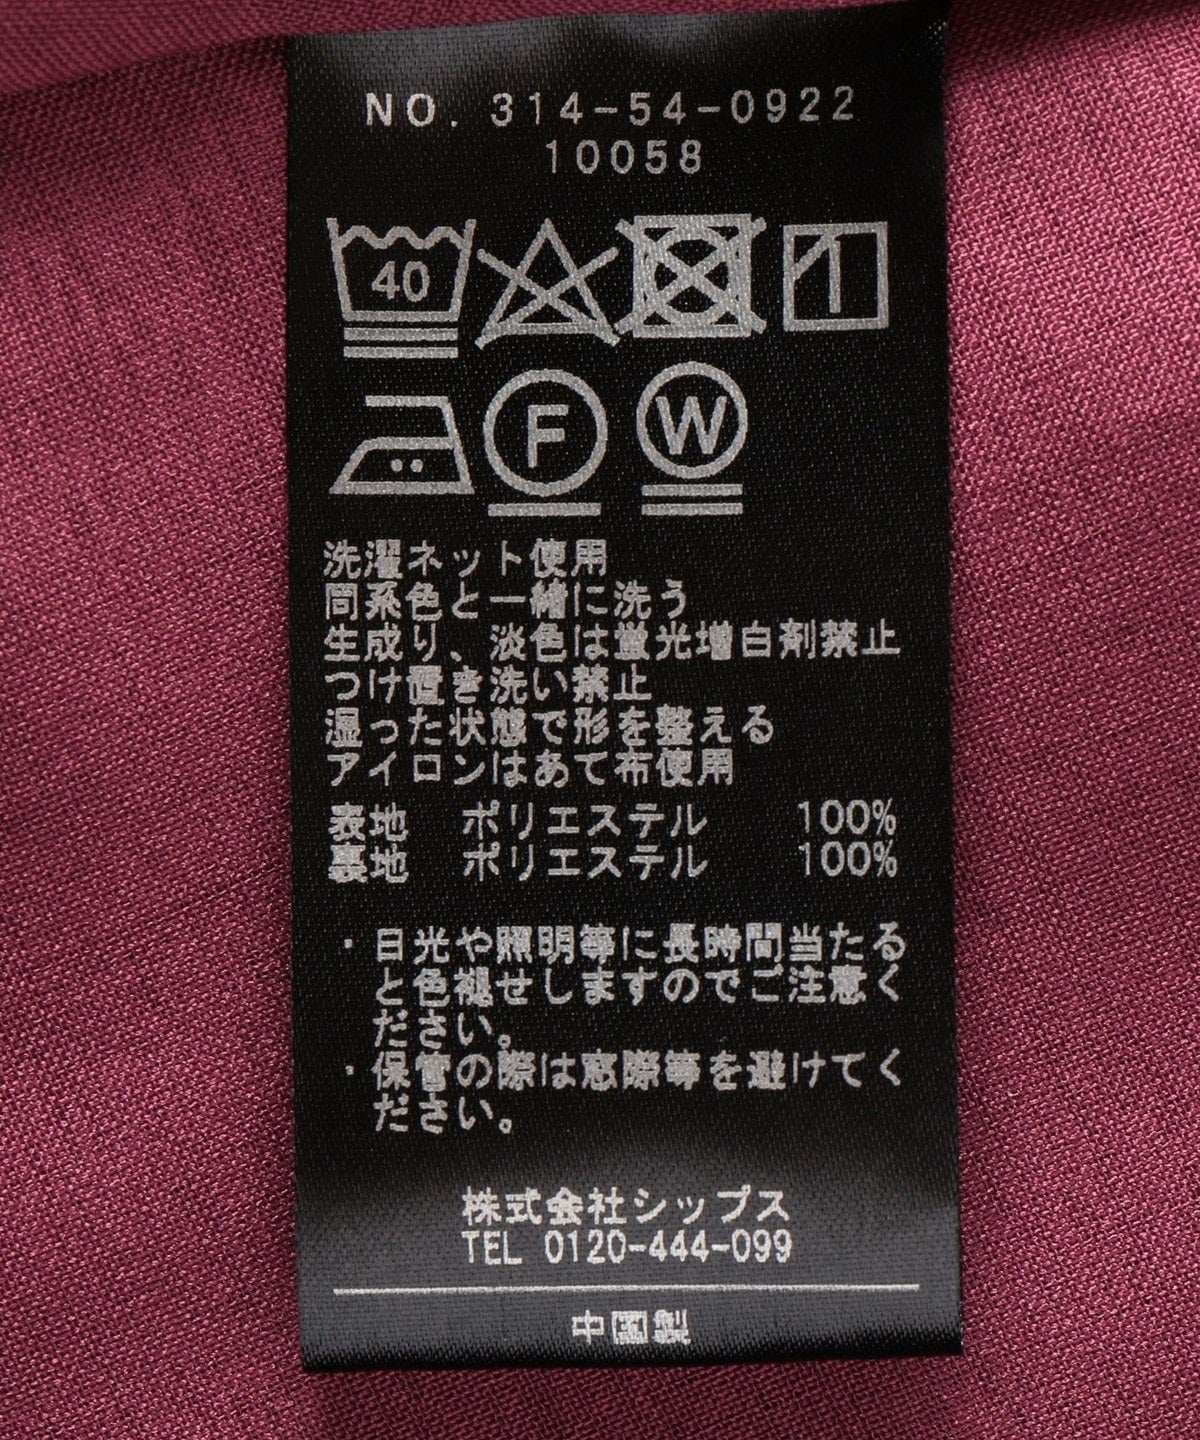 NO. 314-54-0922
10058
40
F W
洗濯ネット使用
同系色と一緒に洗う
生成り、淡色は蛍光増白剤禁止
つけ置き洗い禁止
湿った状態で形を整える
アイロンはあて布使用
表地 ポリエステル 100%
裏地 ポリエステル 100%
・日光や照明等に長時間当たる
と色褪せしますのでご注意く
ださい。
・保管の際は窓際等を避けてく
ださい。
株式会社シップス
TEL 0120-444-099
中国製